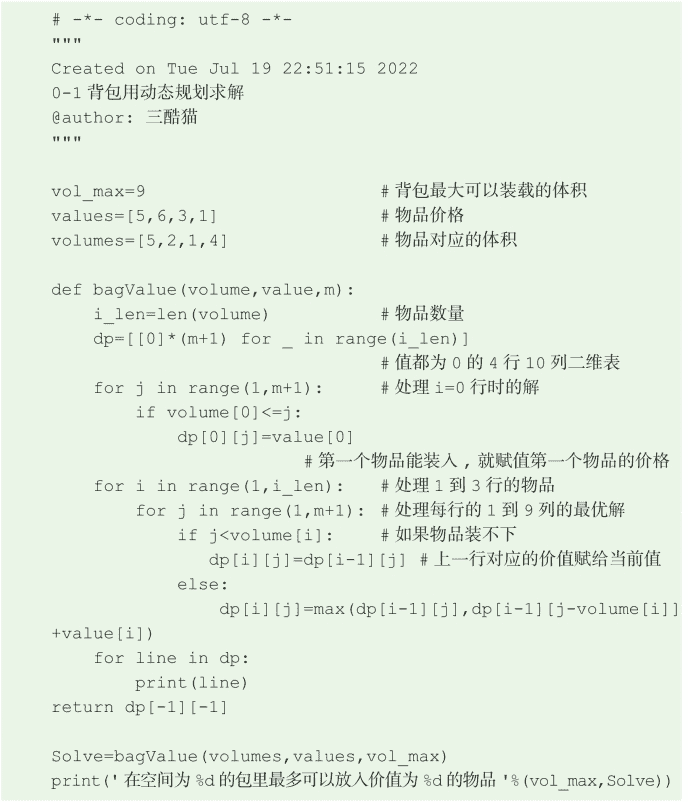 # -*- coding: utf-8 -*-
"""
Created on Tue Jul 19 22:51:15 2022
0-1 背包用动态规划求解
@author: 三酷猫
"""

vol_max=9                       # 背包最大可以装载的体积
values=[5,6,3,1]                # 物品价格
volumes=[5,2,1,4]               # 物品对应的体积

def bagValue(volume,value,m):
    i_len=len(volume)           # 物品数量
    dp=[[0]*(m+1) for _ in range(i_len)]
                                # 值都为 0 的 4 行 10 列二维表
    for j in range(1,m+1):      # 处理 i=0 行时的解
        if volume[0]<=j:
            dp[0][j]=value[0]
                        # 第一个物品能装入，就赋值第一个物品的价格
    for i in range(1,i_len):    # 处理 1 到 3 行的物品
        for j in range(1,m+1):  # 处理每行的 1 到 9 列的最优解
            if j<volume[i]:     # 如果物品装不下
               dp[i][j]=dp[i-1][j] # 上一行对应的价值赋给当前值
            else:
                dp[i][j]=max(dp[i-1][j],dp[i-1][j-volume[i]]
+value[i])
    for line in dp:
        print(line)
return dp[-1][-1]

Solve=bagValue(volumes,values,vol_max)
print('在空间为 %d 的包里最多可以放入价值为 %d 的物品 '%(vol_max,Solve))